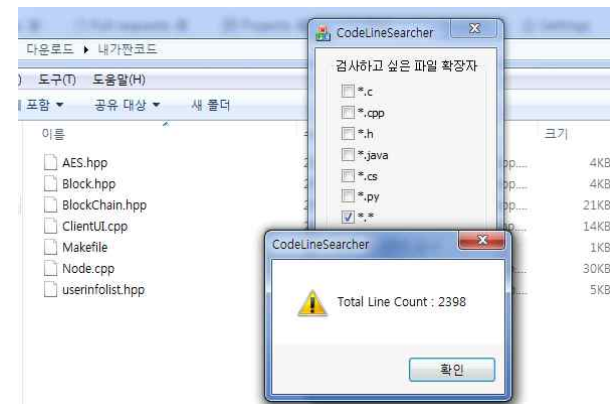 CodeLineSearcher
다운로드 ▶ 내가짠코드
검사하고 싶은 파일 확장자
) 도구(T) 도움말(H)
포함 ▼ 공유 대상 ▼ 새 폴더
*.c
*.cpp
*.h
*.java
*.cs
*.py
*.*
이름
크기
AES.hpp
4KB
Block.hpp
4KB
BlockChain.hpp
21KB
ClientUI.cpp
14KB
Makefile
1KB
Node.cpp
30KB
userinfolist.hpp
5KB
CodeLineSearcher
Total Line Count : 2398
확인